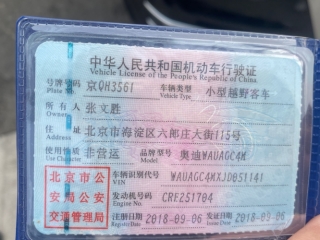 中华人民共和国机动车行驶证
Vehicle License of the People's Republic of China
号牌号码 京QH3561 车辆类型 小型越野客车
Plate No. Vehicle Type
所有人 张文胜
Owner
住址 北京市海淀区六郎庄大街115号
Address
使用性质 非营运 品牌型号 奥迪WAUAGC4M
Use Character Model
北京市公
安局公安
交通管理局
车辆识别代号 WAUAGC4MXJD051141
VIN
发动机号码 CRE251704
Engine No.
注册日期 2018-09-06 发证日期 2018-09-06
Register Date Issue Date